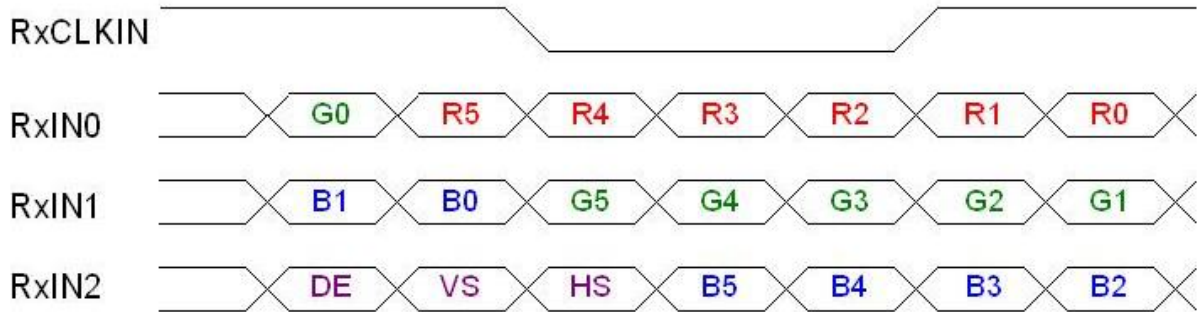 RxCLKIN
RxIN0 G0 R5 R4 R3 R2 R1 R0
RxIN1 B1 B0 G5 G4 G3 G2 G1
RxIN2 DE VS HS B5 B4 B3 B2